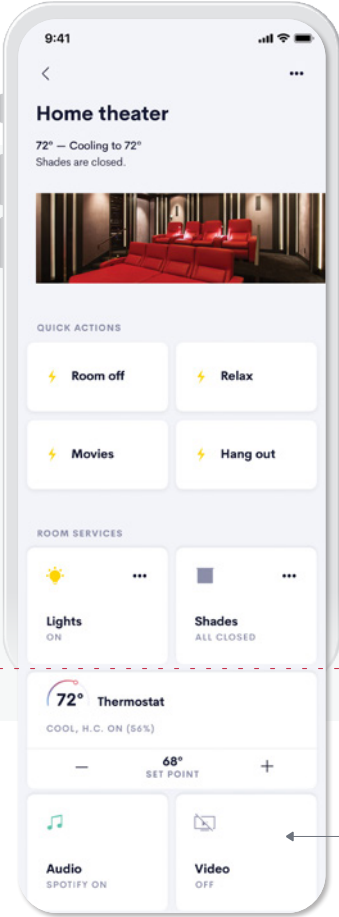 9:41
Home theater
72° — Cooling to 72°
Shades are closed.
QUICK ACTIONS
Room off
Relax
Movies
Hang out
ROOM SERVICES
Lights
ON
Shades
ALL CLOSED
72°
Thermostat
COOL, H.C. ON (56%)
68°
SET POINT
Audio
SPOTIFY ON
Video
OFF